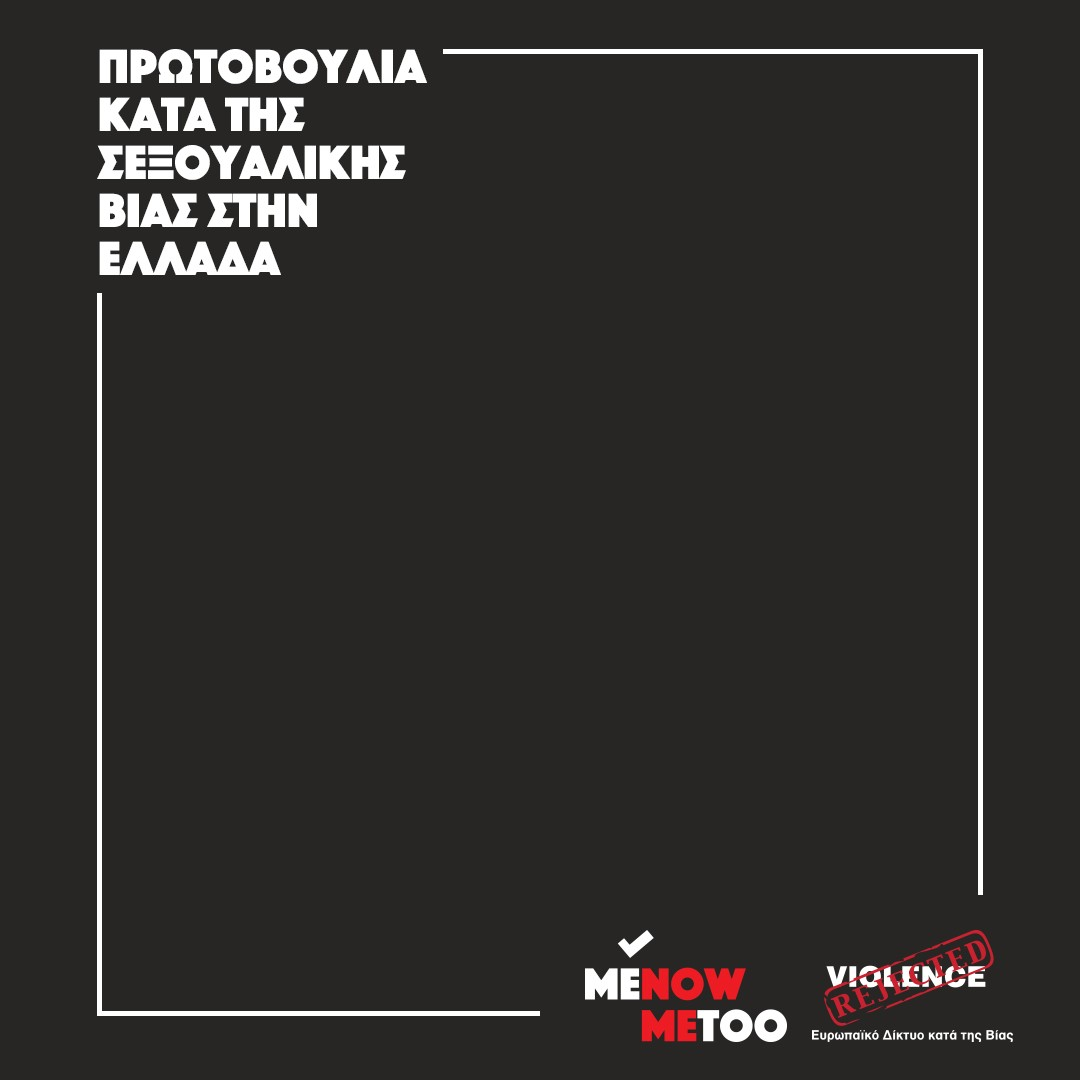 ΠΡΩΤΟΒΟΥΛΙΑ
ΚΑΤΑ ΤΗΣ
ΣΕΞΟΥΑΛΙΚΗΣ
ΒΙΑΣ ΣΤΗΝ
ΕΛΛΑΔΑ
MENOW
METOO
VIOLENCE
REJECTED
Ευρωπαϊκό Δίκτυο κατά της Βίας